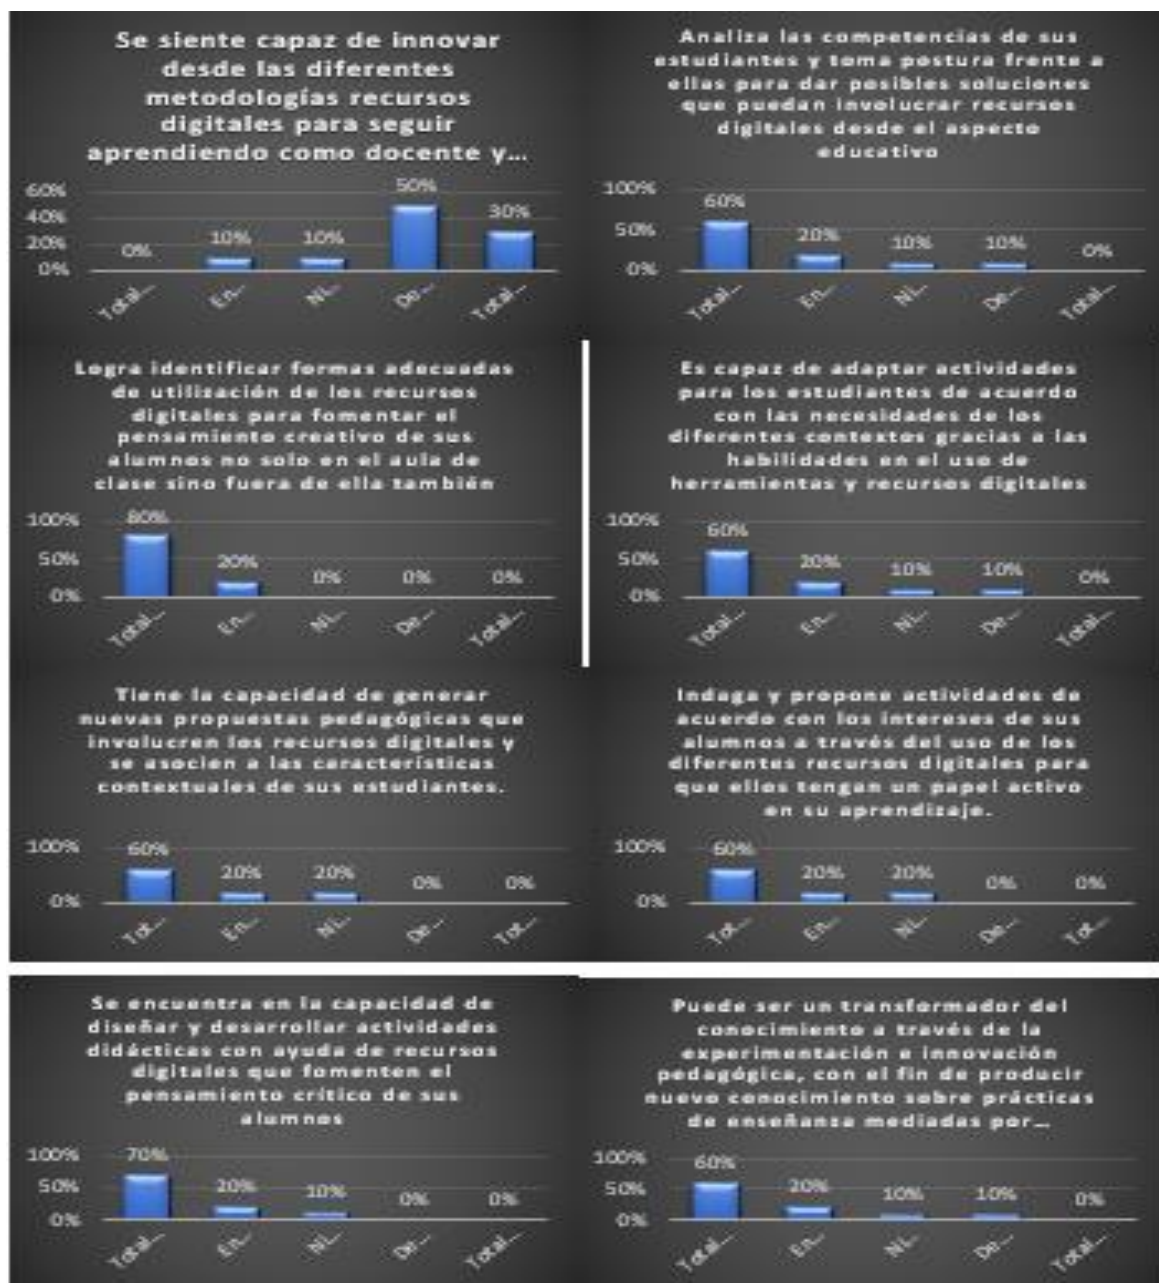 Se siente capaz de innovar
desde las diferentes
metodologías recursos
digitales para seguir
aprendiendo como docente y...
60%
40%
20%
0%
0%
10%
10%
50%
30%
Total...
En...
Ni...
De...
Total...
Analiza las competencias de sus
estudiantes y toma postura frente a
ellas para dar posibles soluciones
que puedan involucrar recursos
digitales desde el aspecto
educativo
100%
50%
0%
60%
20%
10%
10%
0%
Total...
En...
Ni...
De...
Total...
Logra identificar formas adecuadas
de utilización de los recursos
digitales para fomentar el
pensamiento creativo de sus
alumnos no solo en el aula de
clase sino fuera de ella también
100%
50%
0%
80%
20%
0%
0%
0%
Total...
En...
Ni...
De...
Total...
Es capaz de adaptar actividades
para los estudiantes de acuerdo
con las necesidades de los
diferentes contextos gracias a las
habilidades en el uso de
herramientas y recursos digitales
100%
50%
0%
60%
20%
10%
10%
0%
Total...
En...
Ni...
De...
Total...
Tiene la capacidad de generar
nuevas propuestas pedagógicas que
involucren los recursos digitales y
se asocien a las características
contextuales de sus estudiantes.
100%
0%
60%
20%
20%
0%
0%
Tot...
En...
Ni...
De...
Tot...
Indaga y propone actividades de
acuerdo con los intereses de sus
alumnos a través del uso de los
diferentes recursos digitales para
que ellos tengan un papel activo
en su aprendizaje.
100%
0%
60%
20%
20%
0%
0%
Tot...
En...
Ni...
De...
Tot...
Se encuentra en la capacidad de
diseñar y desarrollar actividades
didácticas con ayuda de recursos
digitales que fomenten el
pensamiento crítico de sus
alumnos
100%
50%
0%
70%
20%
10%
0%
0%
Total...
En...
Ni...
De...
Total...
Puede ser un transformador del
conocimiento a través de la
experimentación e innovación
pedagógica, con el fin de producir
nuevo conocimiento sobre prácticas
de enseñanza mediadas por...
100%
50%
0%
60%
20%
10%
10%
0%
Total...
En...
Ni...
De...
Total...